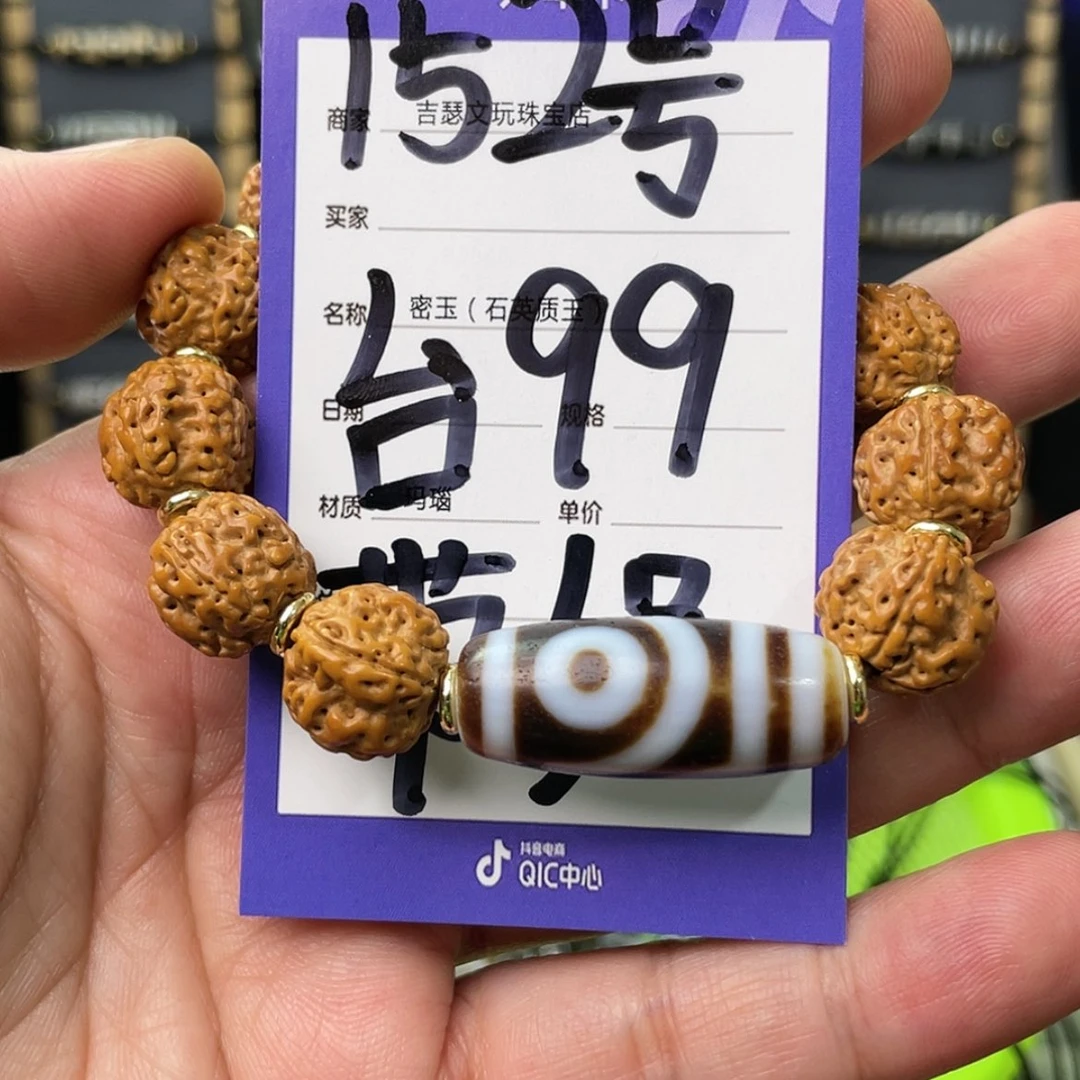 152号
商家 吉瑟文玩珠宝店
买家
名称 密玉（石英质玉）
台99
日期 规格
材质 玛瑙 单价
抖音电商
QIC中心